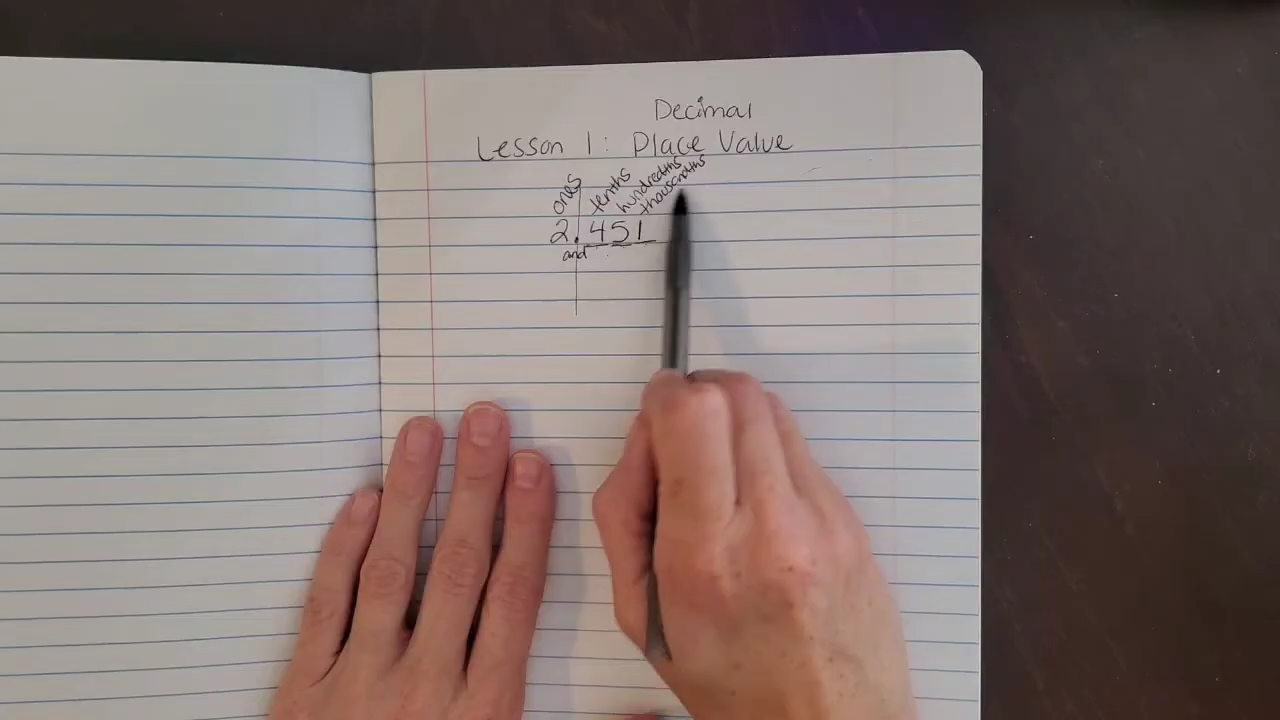 Decimal
Lesson 1: Place Value
ones tenths hundredths thousandths
2.451
and